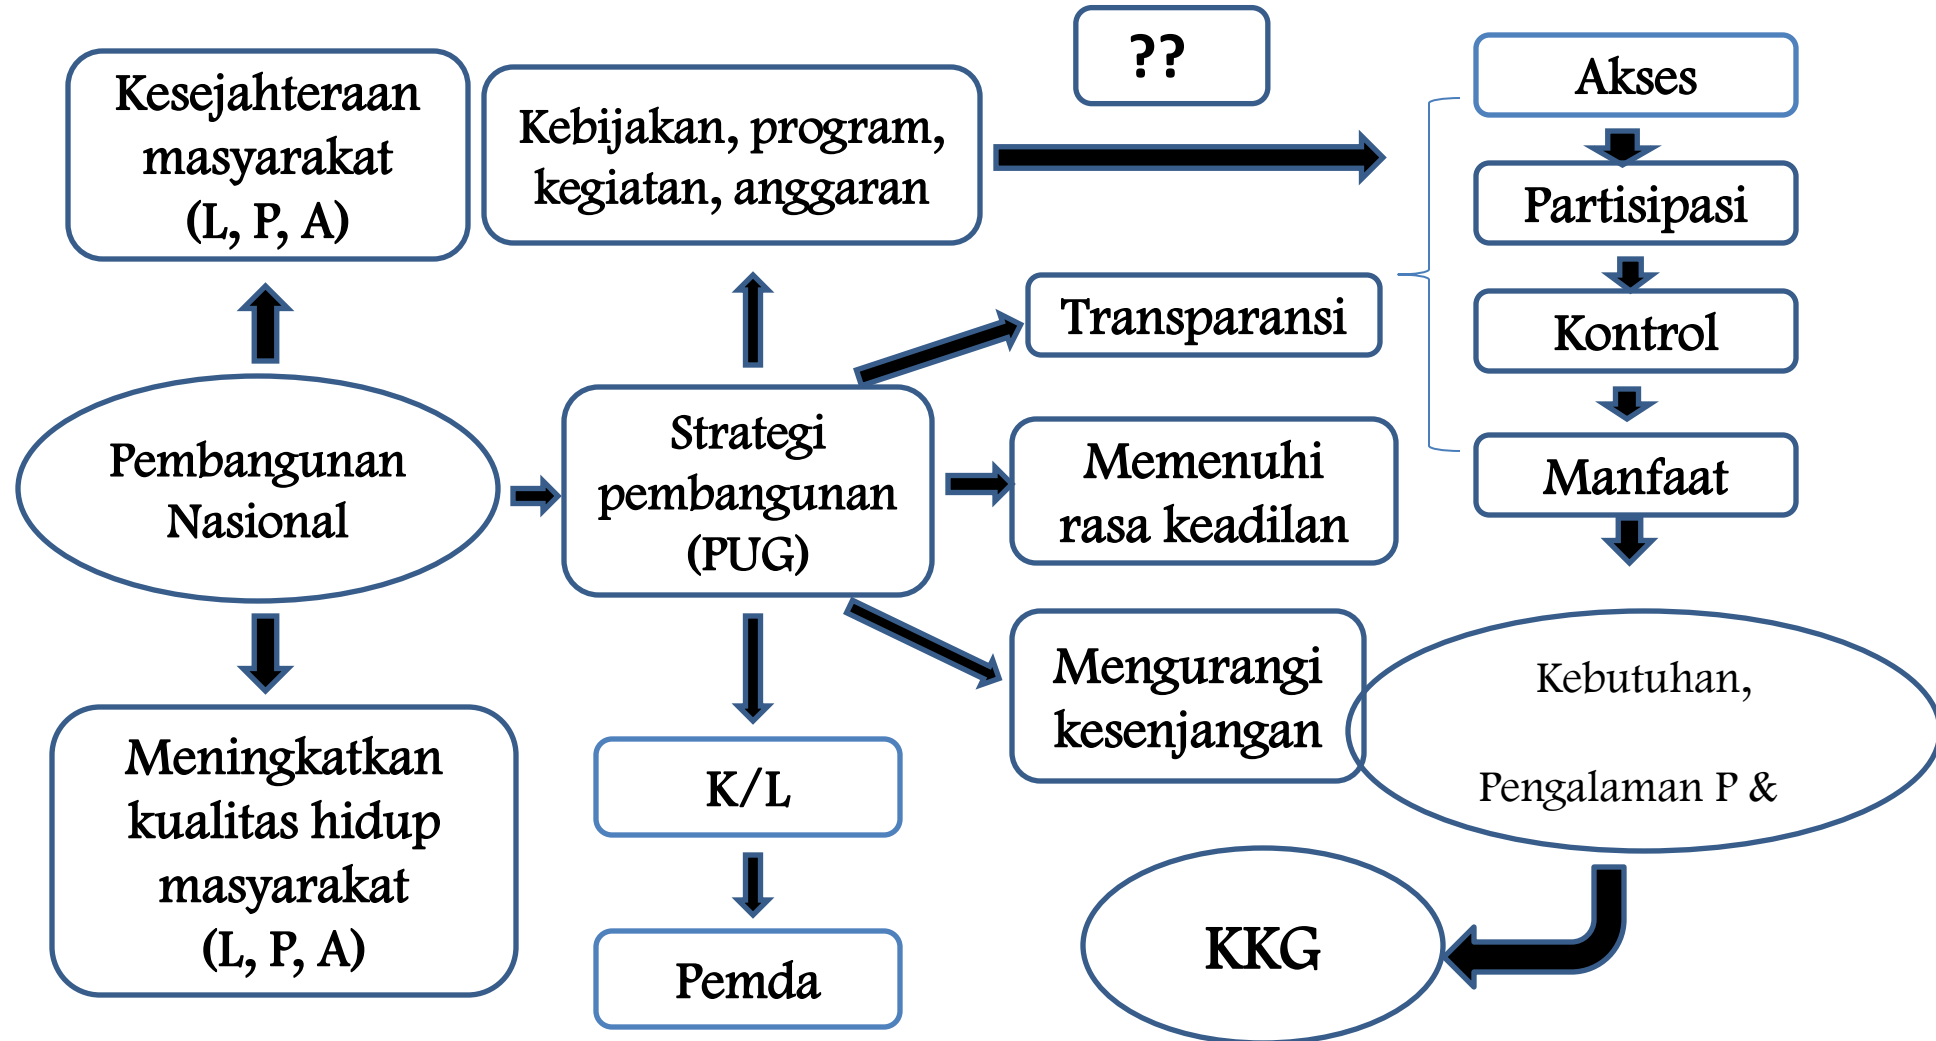 Kesejahteraan
masyarakat
(L, P, A)
Kebijakan, program,
kegiatan, anggaran
??
Akses
Partisipasi
Kontrol
Manfaat
Transparansi
Pembangunan
Nasional
Strategi
pembangunan
(PUG)
Memenuhi
rasa keadilan
Mengurangi
kesenjangan
Kebutuhan,
Pengalaman P &
Meningkatkan
kualitas hidup
masyarakat
(L, P, A)
K/L
Pemda
KKG